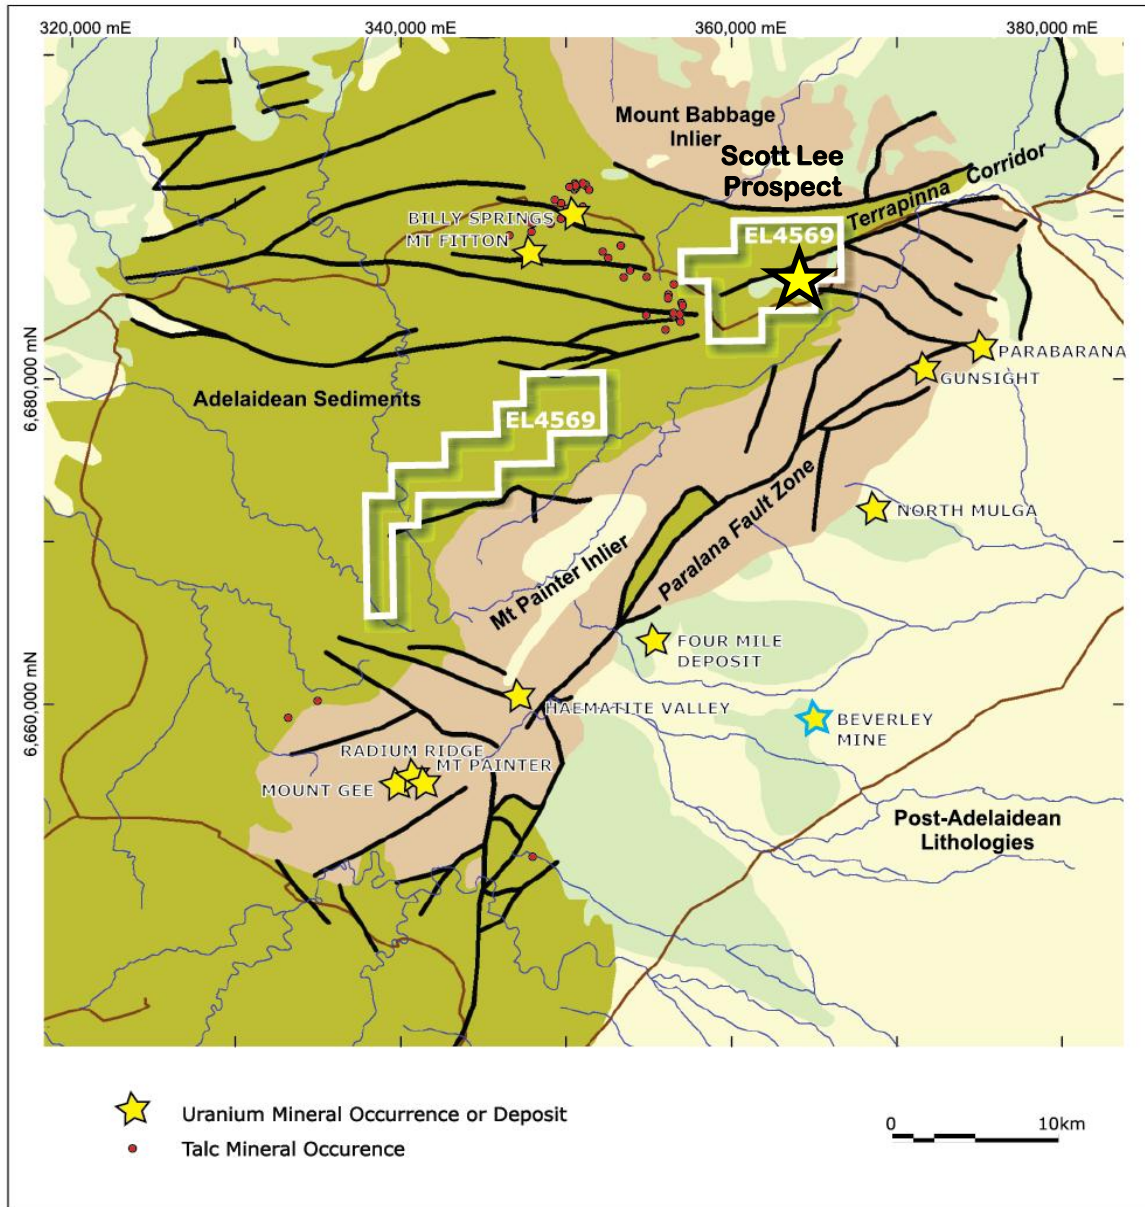 320,000 mE
340,000 mE
360,000 mE
380,000 mE
Mount Babbage
Inlier
Scott Lee
Prospect
Terrapinna Corridor
BILLY SPRINGS
MT FITTON
EL4569
6,680,000 mN
PARABARANA
GUNSIGHT
Adelaidean Sediments
EL4569
NORTH MULGA
Paralana Fault Zone
Mt Painter Inlier
FOUR MILE
DEPOSIT
6,660,000 mN
HAEMATITE VALLEY
BEVERLEY
MINE
RADIUM RIDGE
MT PAINTER
MOUNT GEE
Post-Adelaidean
Lithologies
Uranium Mineral Occurrence or Deposit
Talc Mineral Occurence
0
10km